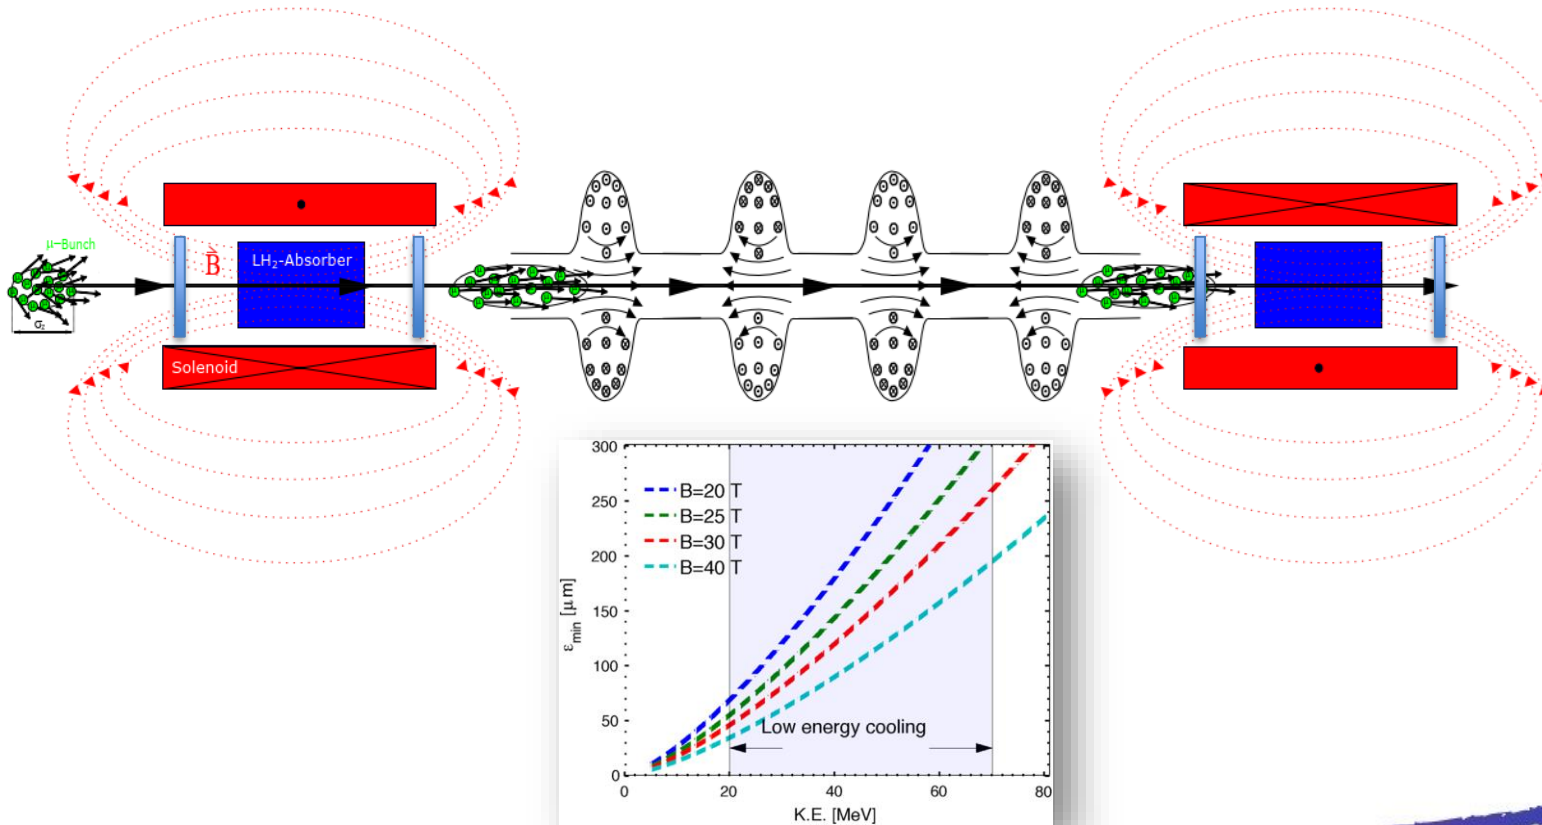 μ-Bunch
B
LH₂-Absorber
σz
Solenoid
300
250
200
150
100
50
0
εmin [μm]
B=20 T
B=25 T
B=30 T
B=40 T
Low energy cooling
0
20
40
60
80
K.E. [MeV]